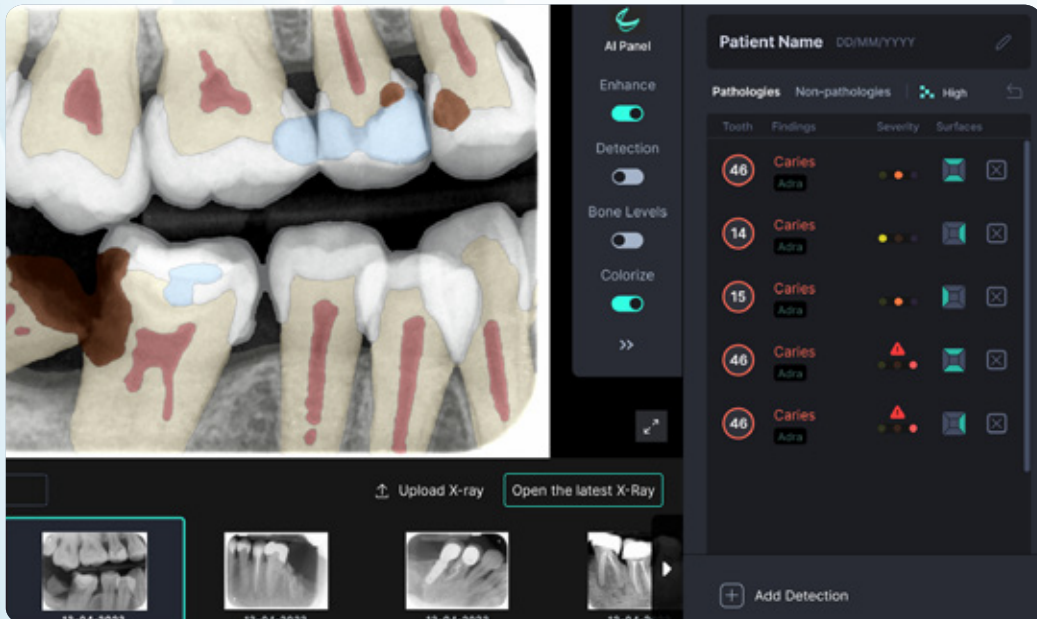 AI Panel
Enhance
Detection
Bone Levels
Colorize
Patient Name DD/MM/YYYY
Pathologies Non-pathologies High
Tooth Findings Severity Surfaces
46 Caries
Adra
14 Caries
Adra
15 Caries
Adra
46 Caries
Adra
46 Caries
Adra
Upload X-ray Open the latest X-Ray
Add Detection